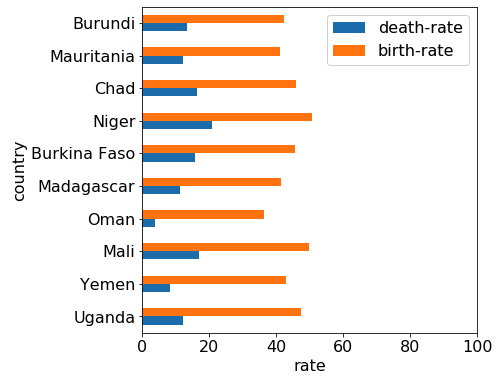 death-rate
birth-rate
Burundi
Mauritania
Chad
Niger
Burkina Faso
Madagascar
Oman
Mali
Yemen
Uganda
country
0 20 40 60 80 100
rate